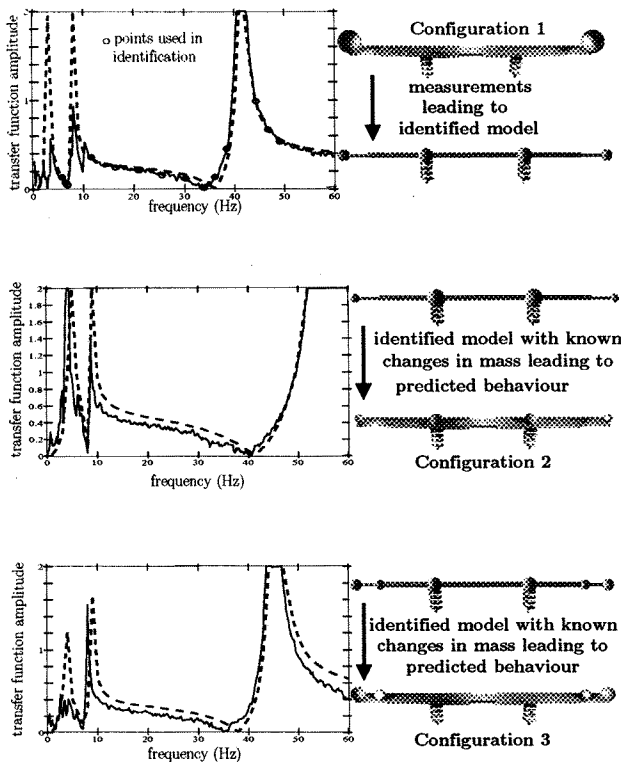 transfer function amplitude
2
1
0
o points used in
identification
0 10 20 30 40 50 60
frequency (Hz)
Configuration 1
measurements
leading to
identified model
transfer function amplitude
2
1.8
1.6
1.4
1.2
1
0.8
0.6
0.4
0.2
0
0 10 20 30 40 50 60
frequency (Hz)
identified model with known
changes in mass leading to
predicted behaviour
Configuration 2
transfer function amplitude
2
1
0
0 10 20 30 40 50 60
frequency (Hz)
identified model with known
changes in mass leading to
predicted behaviour
Configuration 3